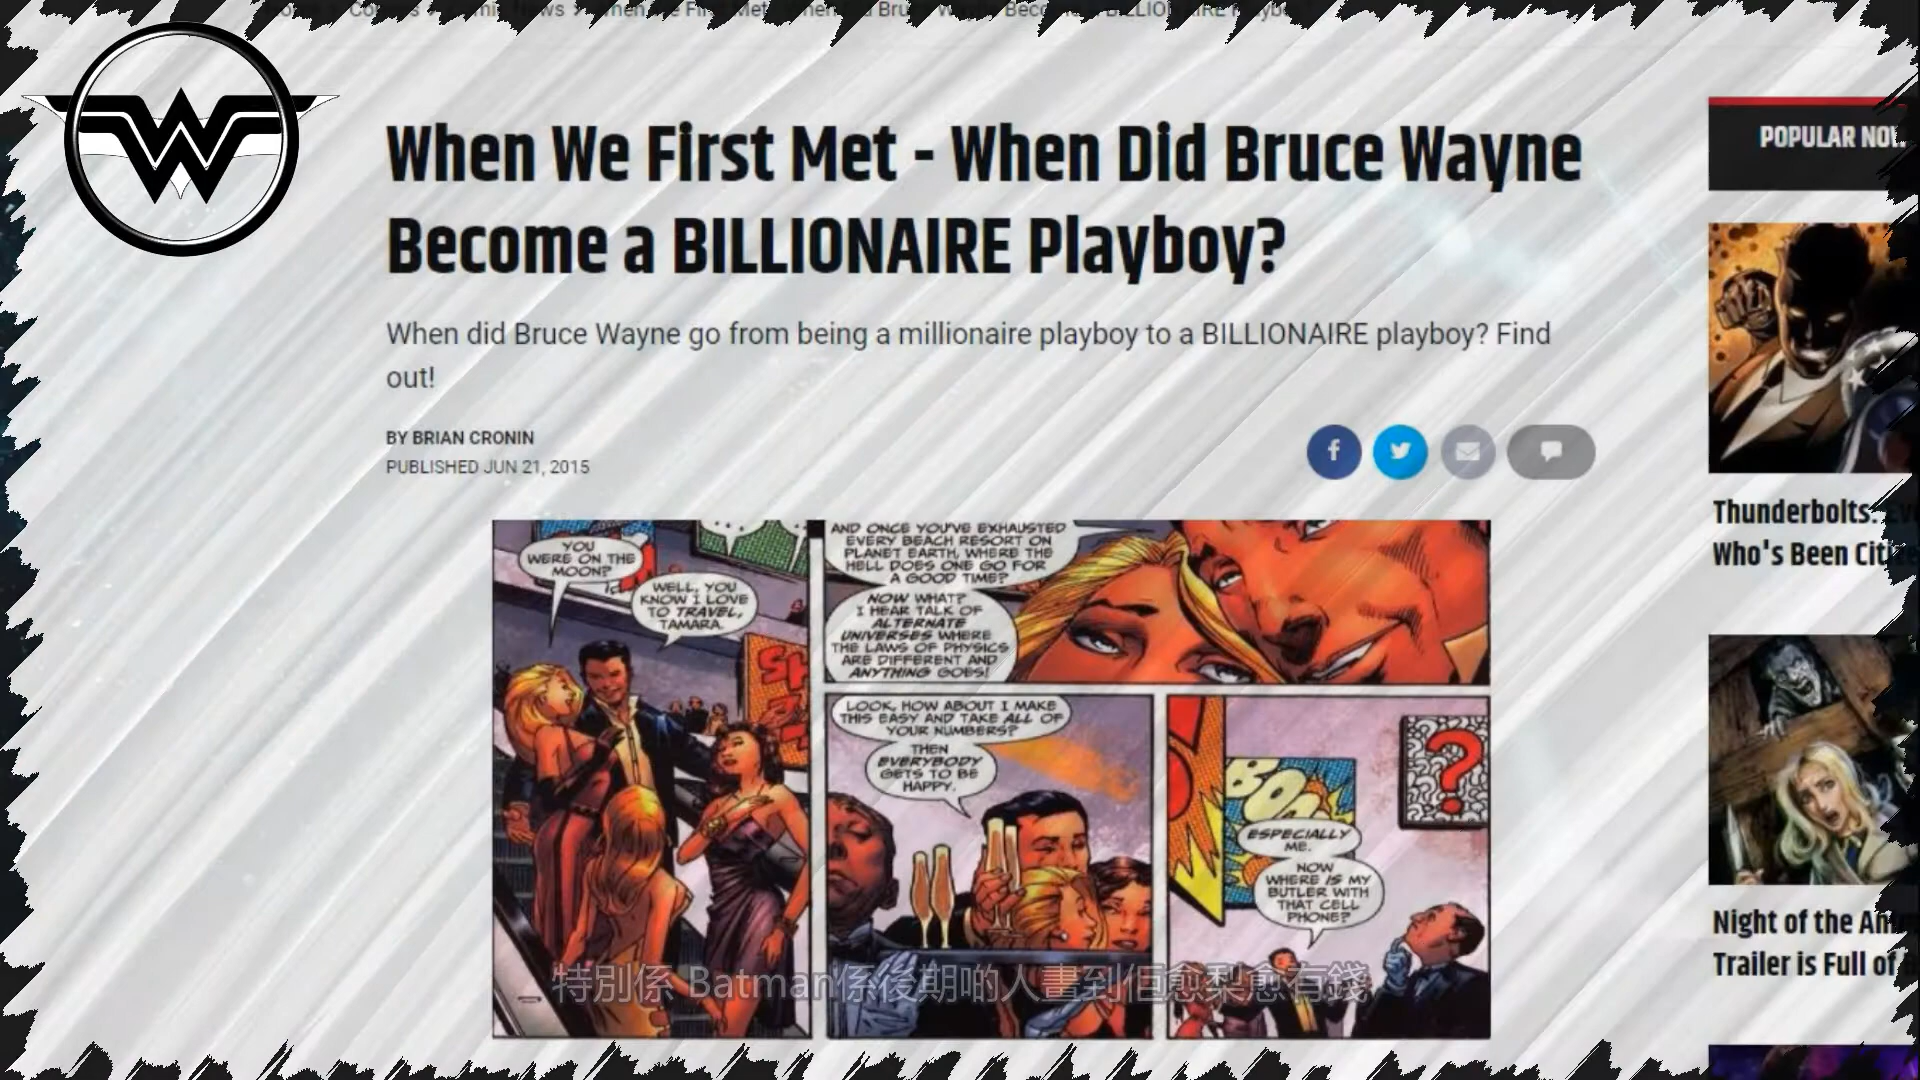 When We First Met - When Did Bruce Wayne
Become a BILLIONAIRE Playboy?
When did Bruce Wayne go from being a millionaire playboy to a BILLIONAIRE playboy? Find
out!
BY BRIAN CRONIN
PUBLISHED JUN 21, 2015
POPULAR NOW
Thunderbolts:
Who's Been
Night of the
Trailer is Full of
YOU
WERE ON THE
MOON?
WELL, YOU
KNOW I LOVE
TO TRAVEL,
TAMARA.
AND ONCE YOU'VE EXHAUSTED
EVERY BEACH RESORT ON
PLANET EARTH, WHERE THE
HELL DOES ONE GO FOR
A GOOD TIME?
NOW WHAT?
I HEAR TALK OF
ALTERNATE
UNIVERSES WHERE
THE LAWS OF PHYSICS
ARE DIFFERENT AND
ANYTHING GOES!
LOOK, HOW ABOUT I MAKE
THIS EASY AND TAKE ALL OF
YOUR NUMBERS?
THEN
EVERYBODY
GETS TO BE
HAPPY.
ESPECIALLY
ME.
NOW
WHERE IS MY
BUTLER WITH
THAT CELL
PHONE?
?
特別係 Batman係後期啲人畫到佢愈梨愈有錢